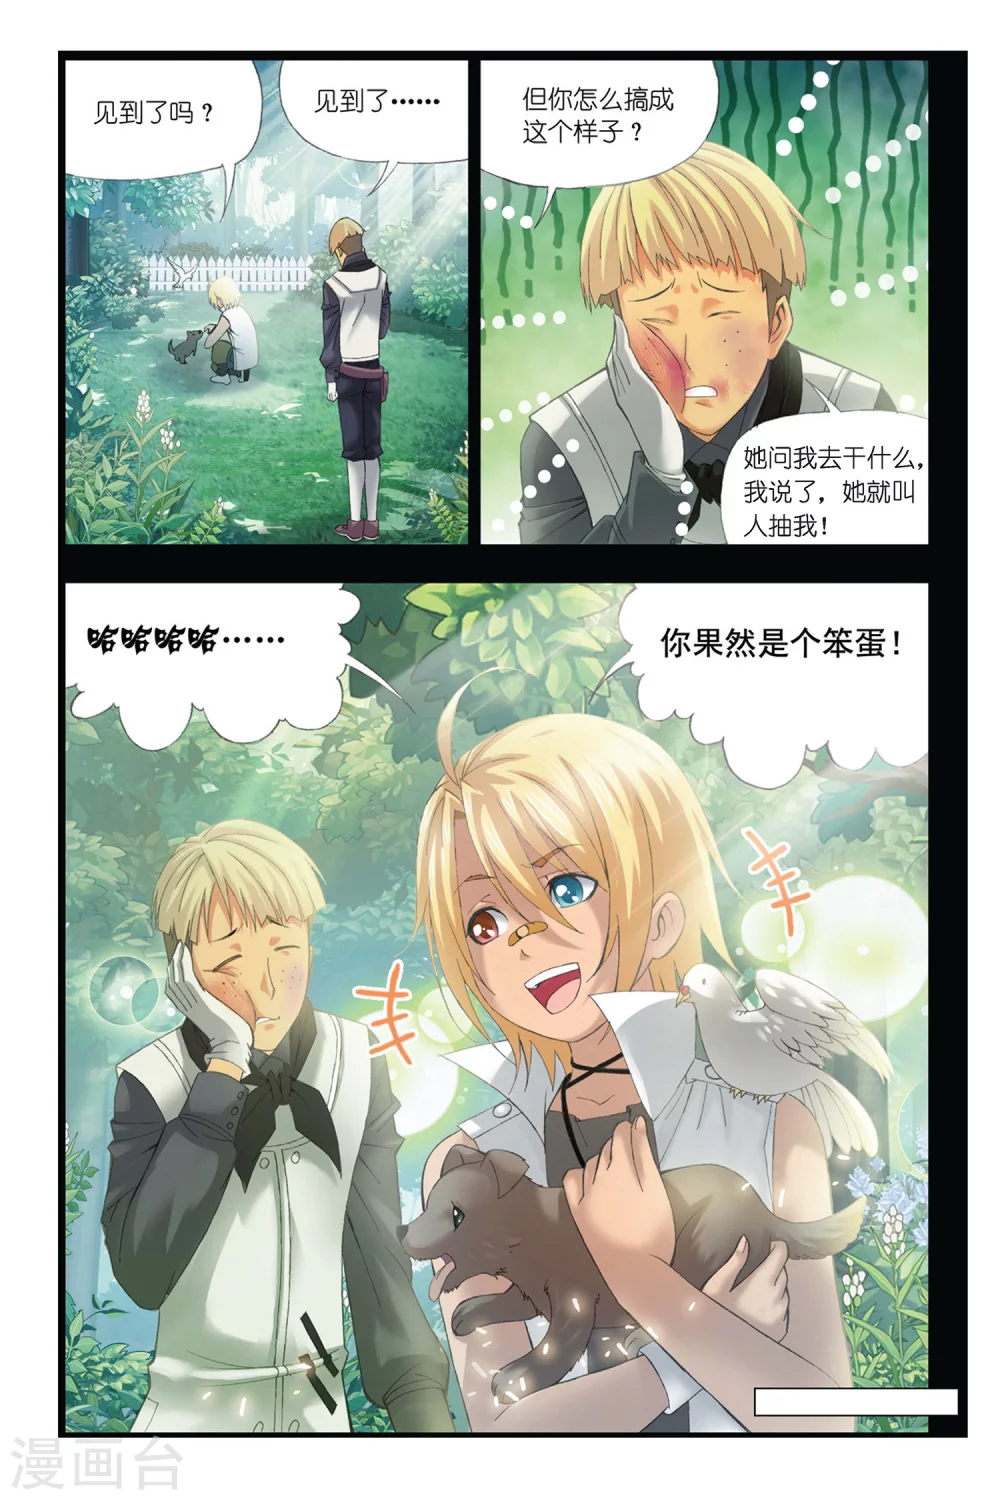 见到了吗？
见到了……
但你怎么搞成
这个样子？
她问我去干什么，
我说了，她就叫
人抽我！
哈哈哈哈……
你果然是个笨蛋！
漫画台